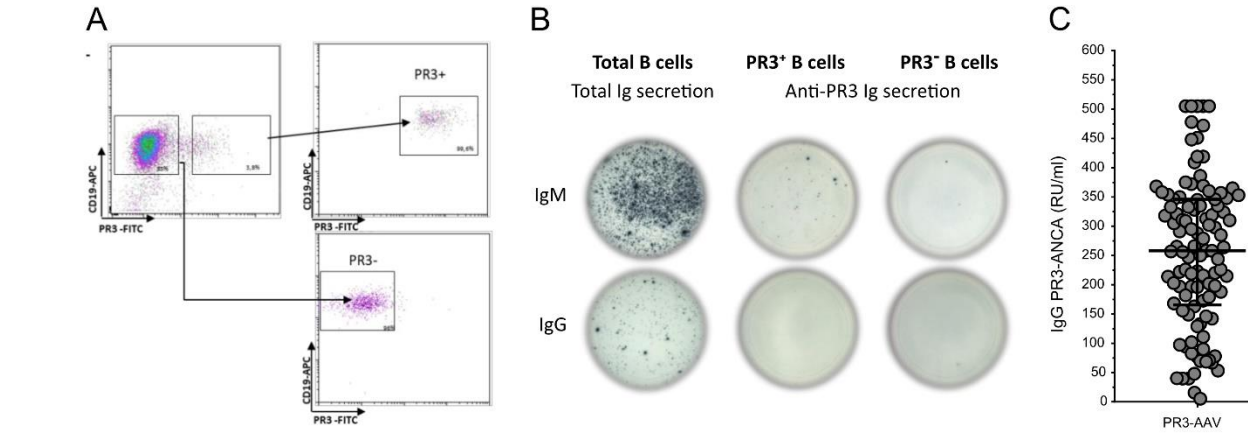 A
PR3+
CD19-APC
PR3 -FITC
CD19-APC
PR3 -FITC
PR3-
CD19-APC
PR3 -FITC
B
Total B cells
PR3⁺ B cells
PR3⁻ B cells
Total Ig secretion
Anti-PR3 Ig secretion
IgM
IgG
C
IgG PR3-ANCA (RU/ml)
600
550
500
450
400
350
300
250
200
150
100
50
0
PR3-AAV